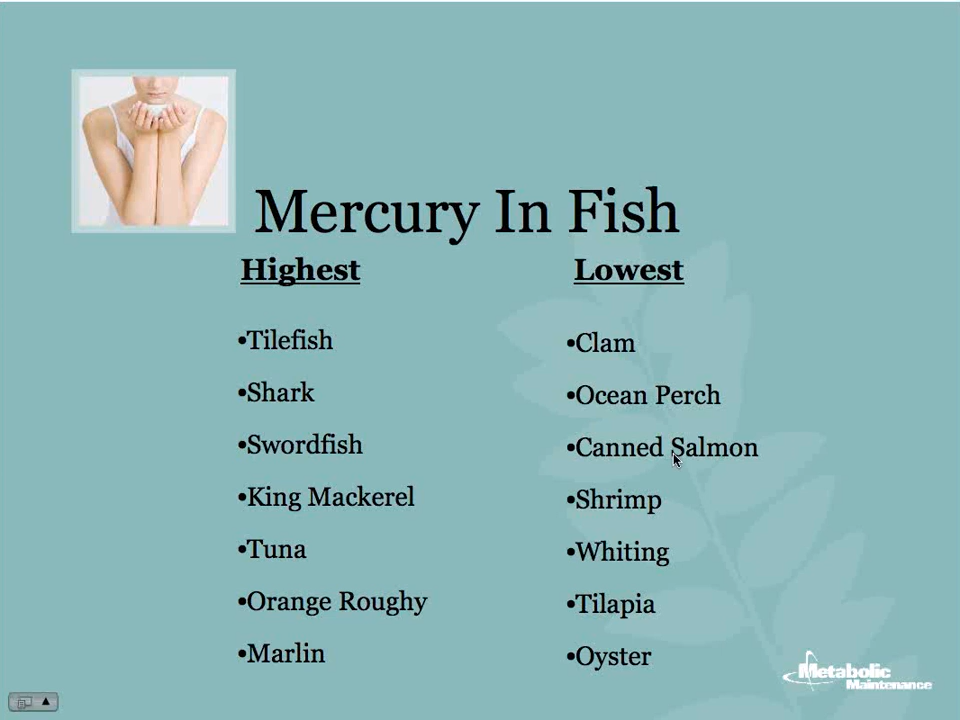 Mercury In Fish
Highest
•Tilefish
•Shark
•Swordfish
•King Mackerel
•Tuna
•Orange Roughy
•Marlin
Lowest
•Clam
•Ocean Perch
•Canned Salmon
•Shrimp
•Whiting
•Tilapia
•Oyster
Metabolic
Maintenance